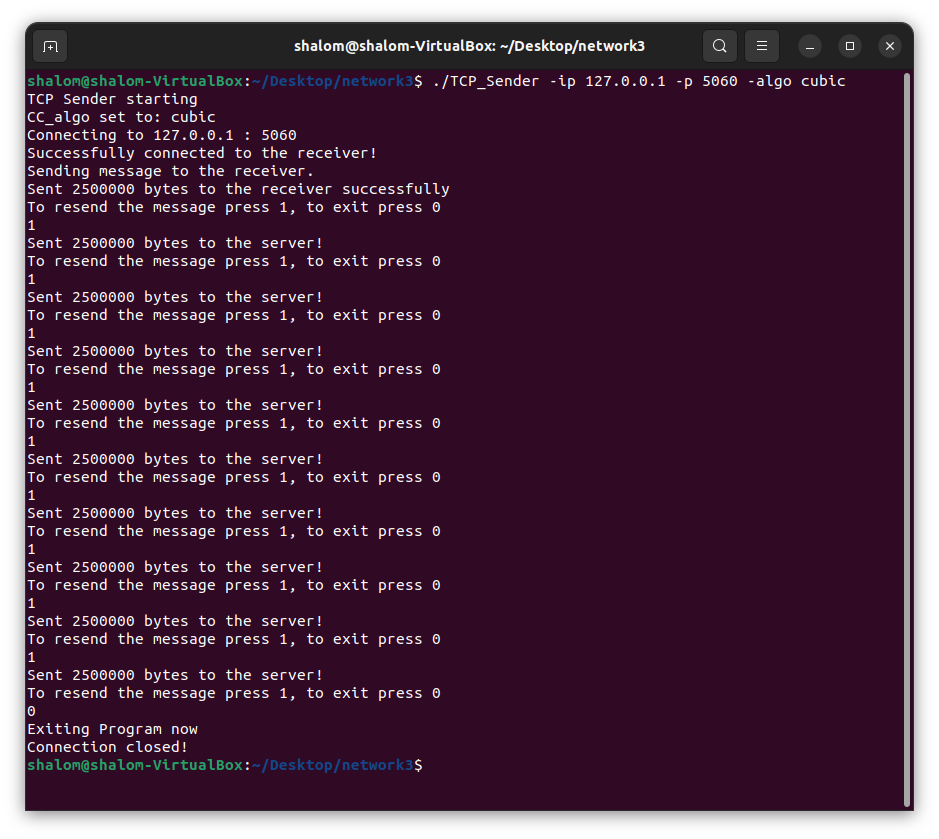 shalom@shalom-VirtualBox: ~/Desktop/network3
shalom@shalom-VirtualBox:~/Desktop/network3$ ./TCP_Sender -ip 127.0.0.1 -p 5060 -algo cubic
TCP Sender starting
CC_algo set to: cubic
Connecting to 127.0.0.1 : 5060
Successfully connected to the receiver!
Sending message to the receiver.
Sent 2500000 bytes to the receiver successfully
To resend the message press 1, to exit press 0
1
Sent 2500000 bytes to the server!
To resend the message press 1, to exit press 0
1
Sent 2500000 bytes to the server!
To resend the message press 1, to exit press 0
1
Sent 2500000 bytes to the server!
To resend the message press 1, to exit press 0
1
Sent 2500000 bytes to the server!
To resend the message press 1, to exit press 0
1
Sent 2500000 bytes to the server!
To resend the message press 1, to exit press 0
1
Sent 2500000 bytes to the server!
To resend the message press 1, to exit press 0
1
Sent 2500000 bytes to the server!
To resend the message press 1, to exit press 0
1
Sent 2500000 bytes to the server!
To resend the message press 1, to exit press 0
1
Sent 2500000 bytes to the server!
To resend the message press 1, to exit press 0
0
Exiting Program now
Connection closed!
shalom@shalom-VirtualBox:~/Desktop/network3$